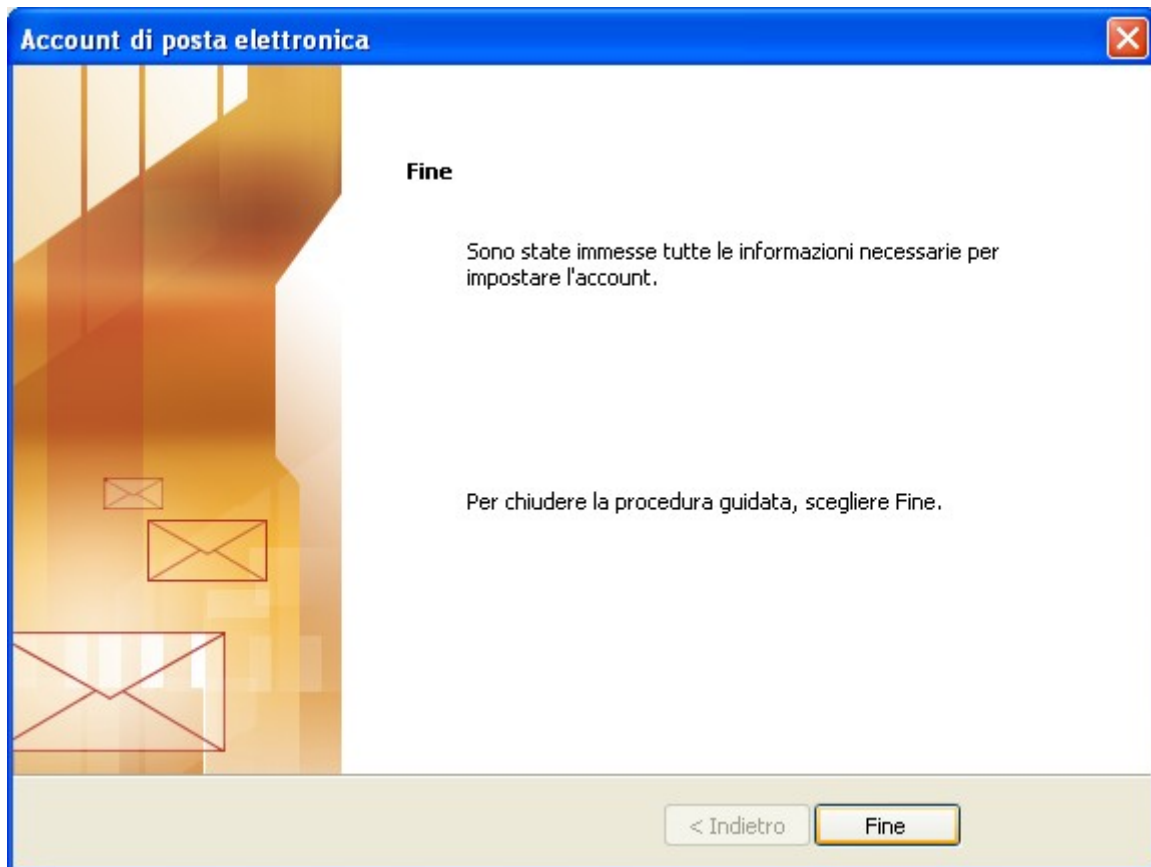 Account di posta elettronica
Fine
Sono state immesse tutte le informazioni necessarie per
impostare l'account.
Per chiudere la procedura guidata, scegliere Fine.
< Indietro
Fine